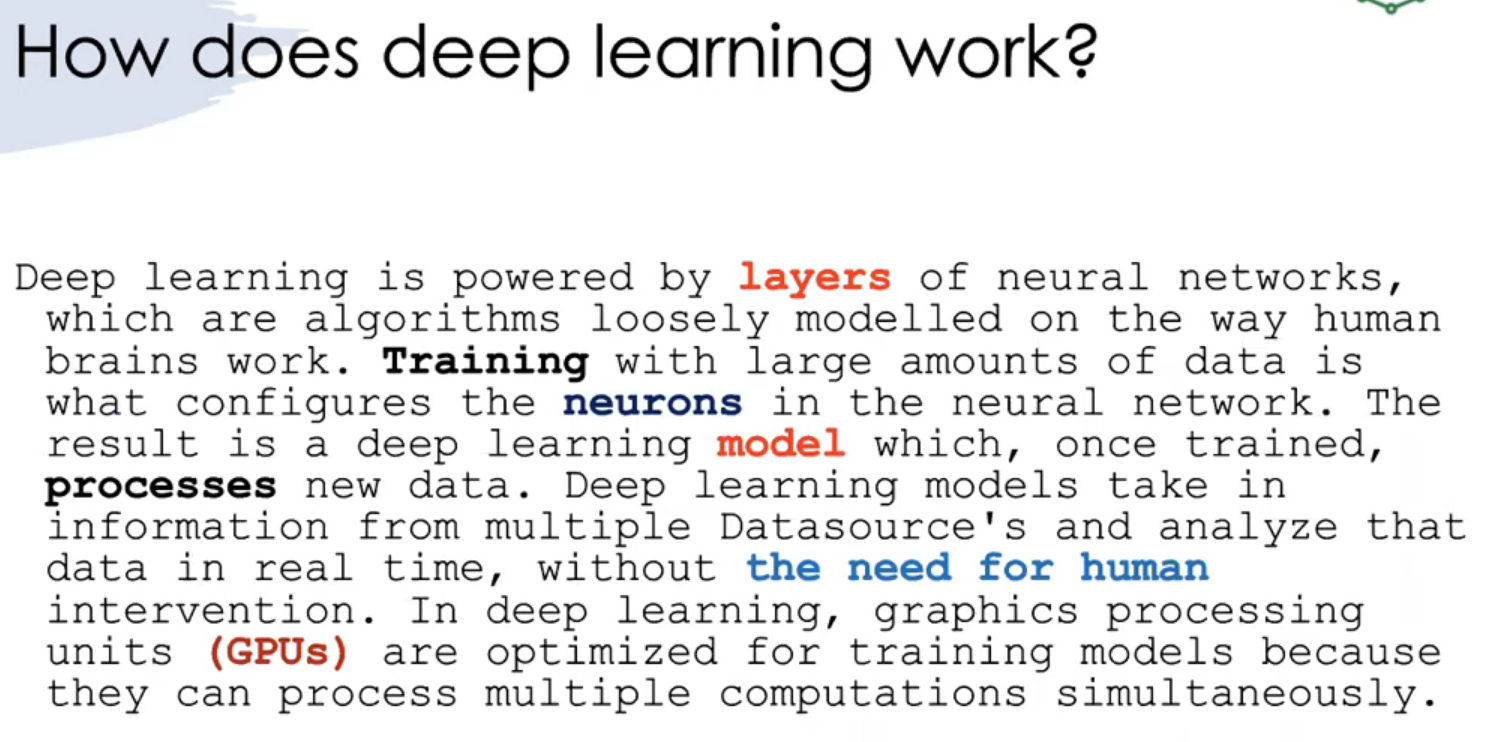 How does deep learning work?
Deep learning is powered by layers of neural networks,
which are algorithms loosely modelled on the way human
brains work. Training with large amounts of data is
what configures the neurons in the neural network. The
result is a deep learning model which, once trained,
processes new data. Deep learning models take in
information from multiple Datasource's and analyze that
data in real time, without the need for human
intervention. In deep learning, graphics processing
units (GPUs) are optimized for training models because
they can process multiple computations simultaneously.